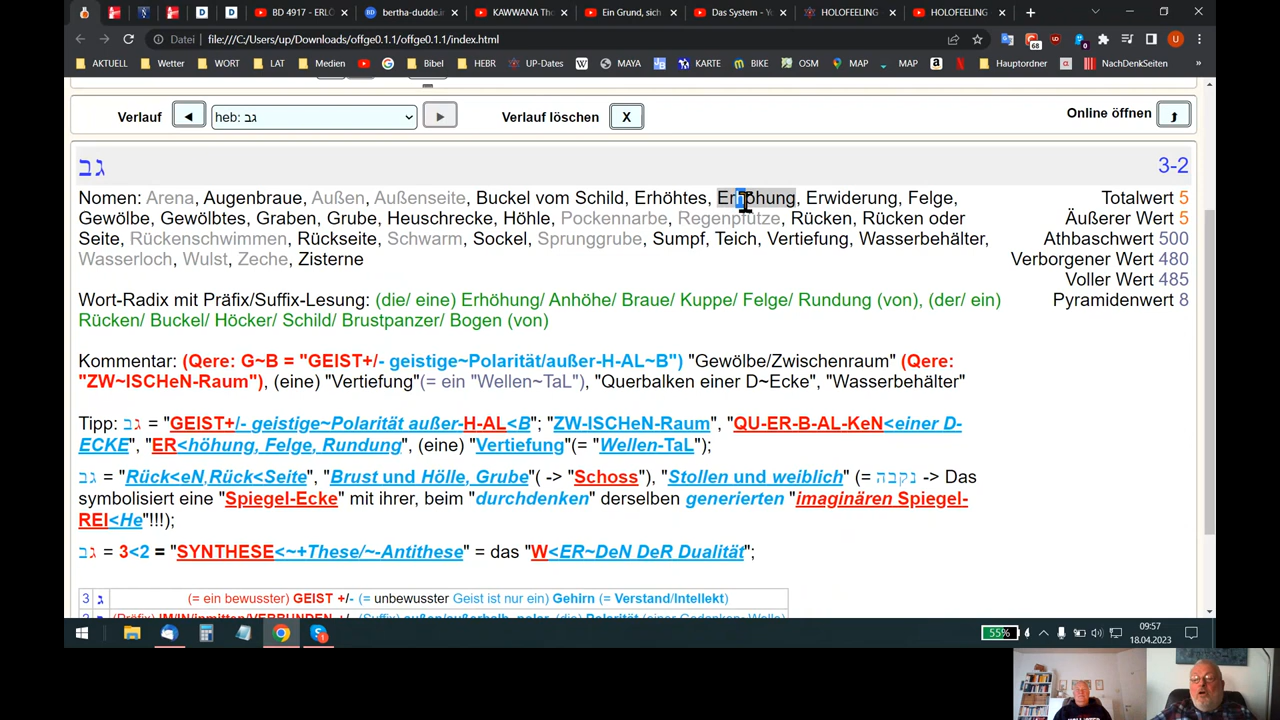 BD 4917 - ERLÖ
bertha-dudde.in
KAWWANA Tho
Ein Grund, sich
Das System - Yo
HOLOFEELING
HOLOFEELING
Datei
file:///C:/Users/up/Downloads/offge0.1.1/offge0.1.1/index.html
68
0
U
AKTUELL
Wetter
WORT
LAT
Medien
Bibel
HEBR
UP-Dates
MAYA
KARTE
BIKE
OSM
MAP
MAP
Hauptordner
NachDenkSeiten
Verlauf
heb: גב
Verlauf löschen
X
Online öffnen
גב
3-2
Nomen: Arena, Augenbraue, Außen, Außenseite, Buckel vom Schild, Erhöhtes, Erhöhung, Erwiderung, Felge,
Gewölbe, Gewölbtes, Graben, Grube, Heuschrecke, Höhle, Pockennarbe, Regenpfütze, Rücken, Rücken oder
Seite, Rückenschwimmen, Rückseite, Schwarm, Sockel, Sprunggrube, Sumpf, Teich, Vertiefung, Wasserbehälter,
Wasserloch, Wulst, Zeche, Zisterne
Totalwert 5
Äußerer Wert 5
Athbaschwert 500
Verborgener Wert 480
Voller Wert 485
Pyramidenwert 8
Wort-Radix mit Präfix/Suffix-Lesung: (die/ eine) Erhöhung/ Anhöhe/ Braue/ Kuppe/ Felge/ Rundung (von), (der/ ein)
Rücken/ Buckel/ Höcker/ Schild/ Brustpanzer/ Bogen (von)
Kommentar: (Qere: G~B = "GEIST+/- geistige~Polarität/außer-H-AL~B") "Gewölbe/Zwischenraum" (Qere:
"ZW~ISCHeN-Raum"), (eine) "Vertiefung"(= ein "Wellen~TaL"), "Querbalken einer D~Ecke", "Wasserbehälter"
Tipp: גב = "GEIST+/- geistige~Polarität außer-H-AL<B"; "ZW-ISCHeN-Raum", "QU-ER-B-AL-KeN<einer D-
ECKE", "ER<höhung, Felge, Rundung", (eine) "Vertiefung"(= "Wellen-TaL");
גב = "Rück<eN,Rück<Seite", "Brust und Hölle, Grube"( -> "Schoss"), "Stollen und weiblich" (= נקבה -> Das
symbolisiert eine "Spiegel-Ecke" mit ihrer, beim "durchdenken" derselben generierten "imaginären Spiegel-
REI<He"!!!);
גב = 3<2 = "SYNTHESE<~+These/~-Antithese" = das "W<ER~DeN DeR Dualität";
3 ג (= ein bewusster) GEIST +/- (= unbewusster Geist ist nur ein) Gehirn (= Verstand/Intellekt)
55%
09:57
18.04.2023